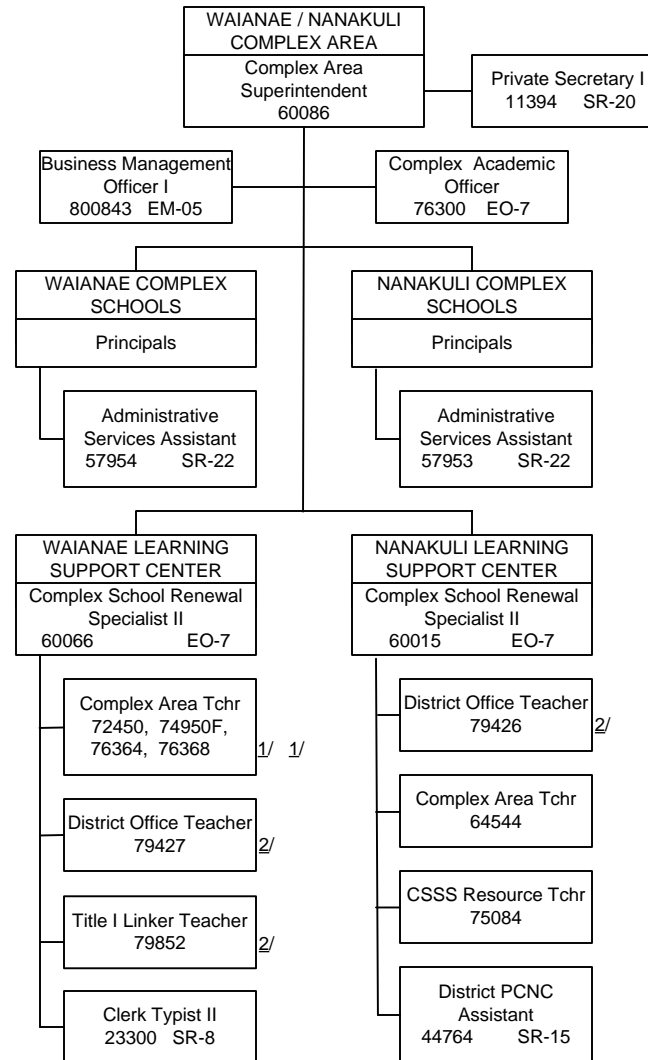 WAIANAE / NANAKULI
COMPLEX AREA
Complex Area
Superintendent
60086
Private Secretary I
11394 SR-20
Business Management
Officer I
800843 EM-05
Complex Academic
Officer
76300 EO-7
WAIANAE COMPLEX
SCHOOLS
Principals
Administrative
Services Assistant
57954 SR-22
NANAKULI COMPLEX
SCHOOLS
Principals
Administrative
Services Assistant
57953 SR-22
WAIANAE LEARNING
SUPPORT CENTER
Complex School Renewal
Specialist II
60066 EO-7
Complex Area Tchr
72450, 74950F,
76364, 76368 1/ 1/
District Office Teacher
79427 2/
Title I Linker Teacher
79852 2/
Clerk Typist II
23300 SR-8
NANAKULI LEARNING
SUPPORT CENTER
Complex School Renewal
Specialist II
60015 EO-7
District Office Teacher
79426 2/
Complex Area Tchr
64544
CSSS Resource Tchr
75084
District PCNC
Assistant
44764 SR-15